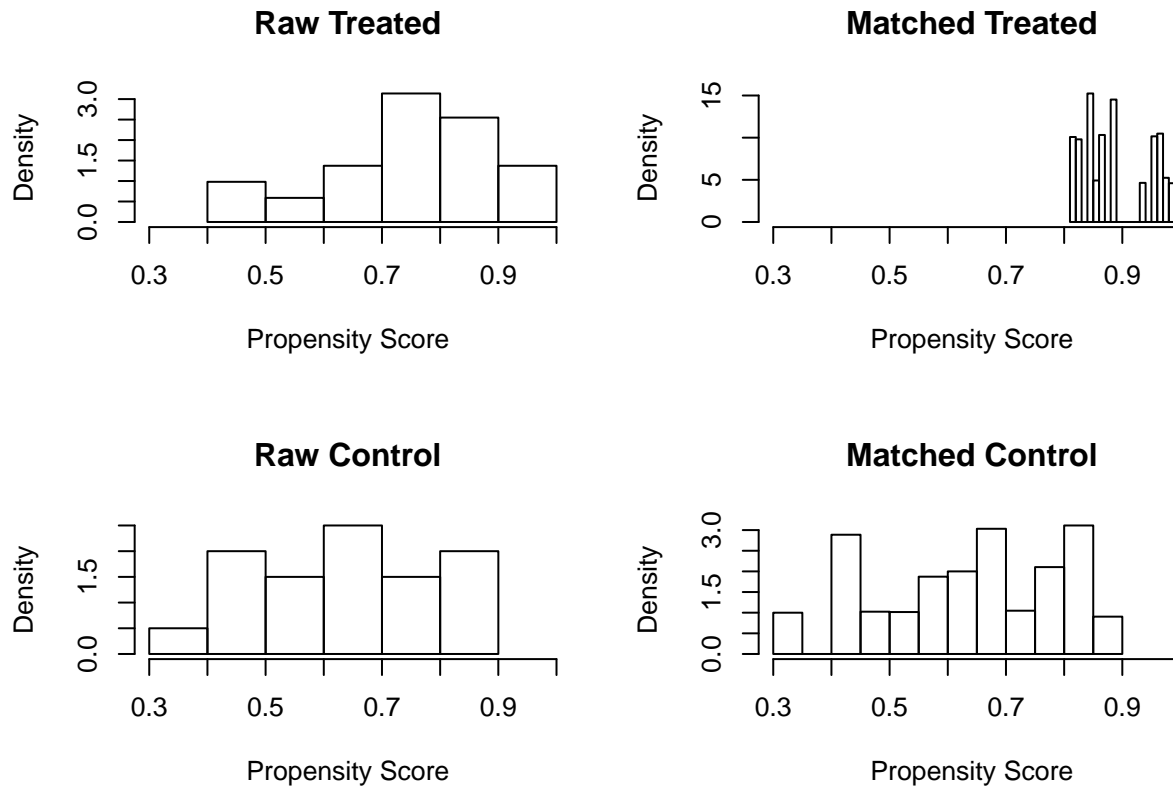 Raw Treated
Density
0.0 1.5 3.0
0.3 0.5 0.7 0.9
Propensity Score
Matched Treated
Density
0 5 15
0.3 0.5 0.7 0.9
Propensity Score
Raw Control
Density
0.0 1.5
0.3 0.5 0.7 0.9
Propensity Score
Matched Control
Density
0.0 1.5 3.0
0.3 0.5 0.7 0.9
Propensity Score